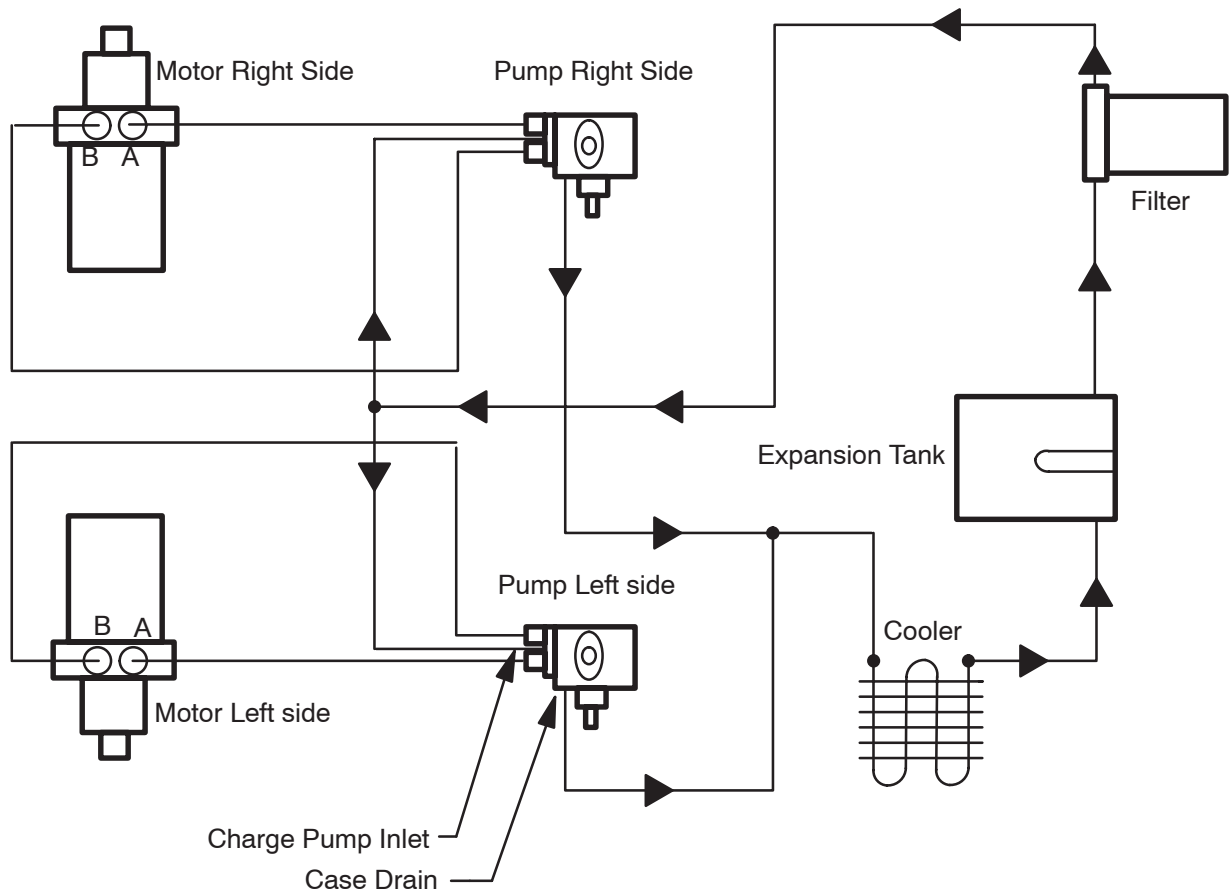 Motor Right Side
Pump Right Side
B A
Filter
Expansion Tank
Pump Left side
B A
Cooler
Motor Left side
Charge Pump Inlet
Case Drain